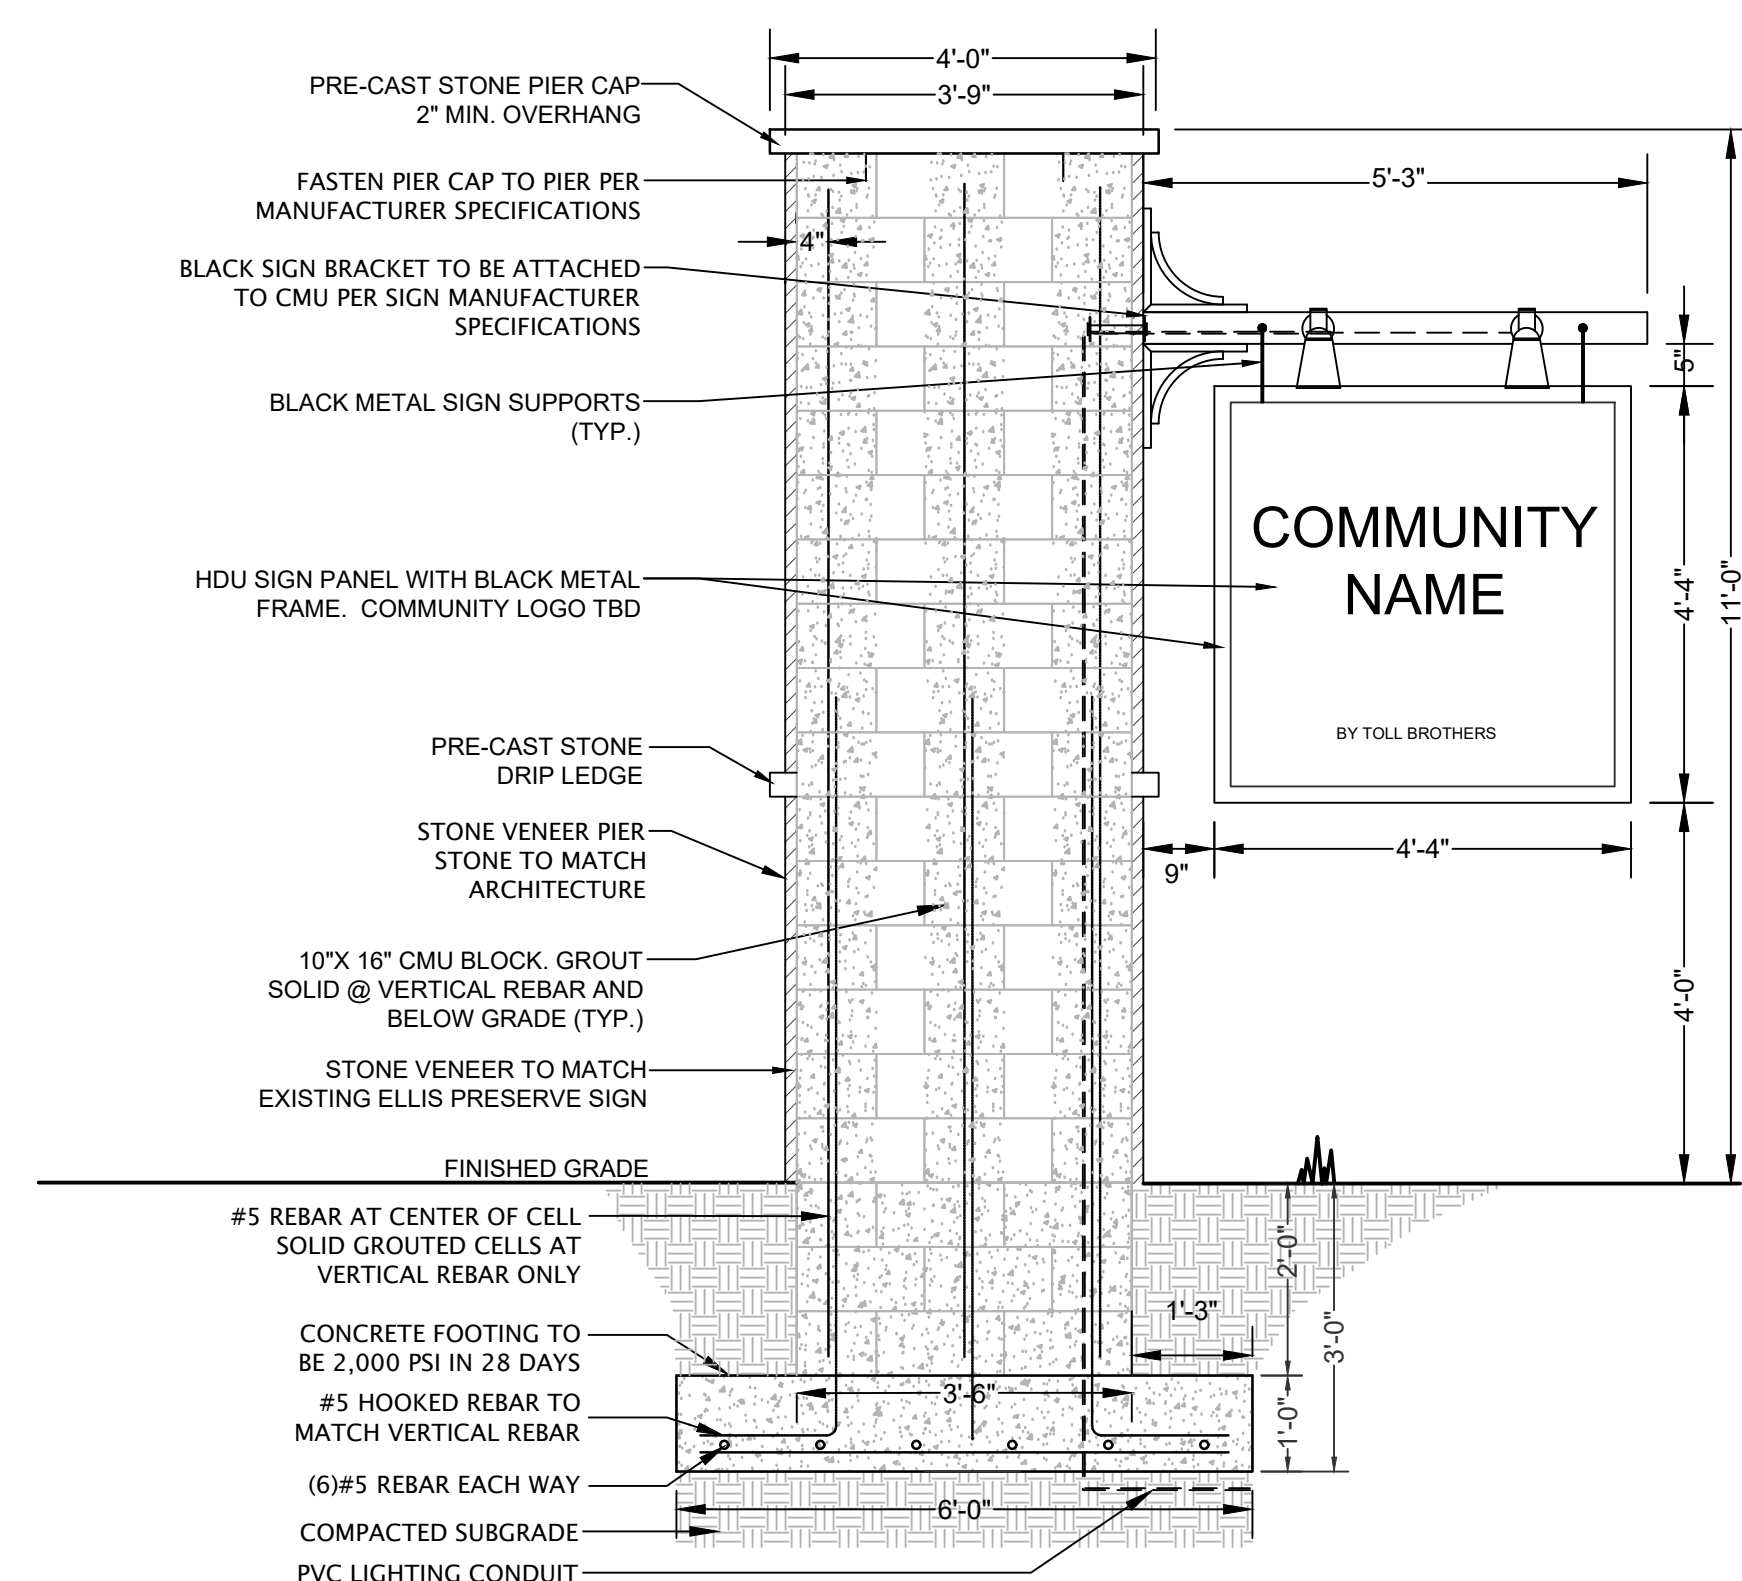 4'-0"
3'-9"
PRE-CAST STONE PIER CAP
2" MIN. OVERHANG
FASTEN PIER CAP TO PIER PER
MANUFACTURER SPECIFICATIONS
5'-3"
4"
BLACK SIGN BRACKET TO BE ATTACHED
TO CMU PER SIGN MANUFACTURER
SPECIFICATIONS
5"
BLACK METAL SIGN SUPPORTS
(TYP.)
COMMUNITY
NAME
HDU SIGN PANEL WITH BLACK METAL
FRAME. COMMUNITY LOGO TBD
4'-4"
11'-0"
BY TOLL BROTHERS
PRE-CAST STONE
DRIP LEDGE
STONE VENEER PIER
STONE TO MATCH
ARCHITECTURE
4'-4"
9"
10"X 16" CMU BLOCK. GROUT
SOLID @ VERTICAL REBAR AND
BELOW GRADE (TYP.)
4'-0"
STONE VENEER TO MATCH
EXISTING ELLIS PRESERVE SIGN
FINISHED GRADE
#5 REBAR AT CENTER OF CELL
SOLID GROUTED CELLS AT
VERTICAL REBAR ONLY
2'-0"
1'-3"
3'-0"
CONCRETE FOOTING TO
BE 2,000 PSI IN 28 DAYS
3'-6"
1'-0"
#5 HOOKED REBAR TO
MATCH VERTICAL REBAR
(6)#5 REBAR EACH WAY
6'-0"
COMPACTED SUBGRADE
PVC LIGHTING CONDUIT